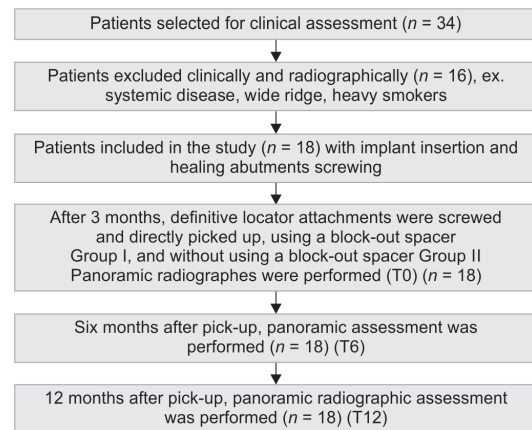 Patients selected for clinical assessment (n = 34)
Patients excluded clinically and radiographically (n = 16), ex.
systemic disease, wide ridge, heavy smokers
Patients included in the study (n = 18) with implant insertion and
healing abutments screwing
After 3 months, definitive locator attachments were screwed
and directly picked up, using a block-out spacer
Group I, and without using a block-out spacer Group II
Panoramic radiographes were performed (T0) (n = 18)
Six months after pick-up, panoramic assessment was
performed (n = 18) (T6)
12 months after pick-up, panoramic radiographic assessment
was performed (n = 18) (T12)